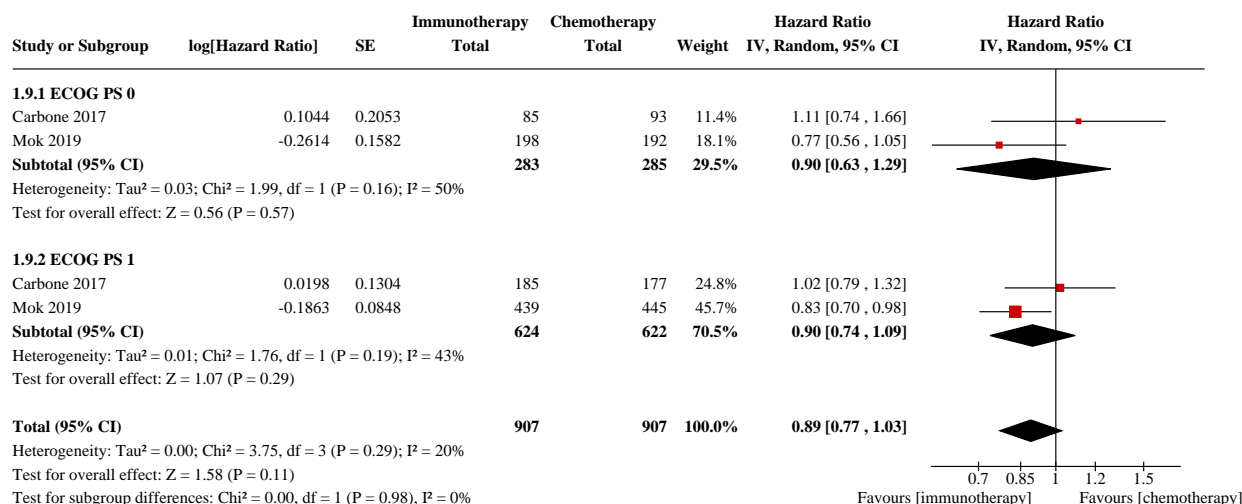 Immunotherapy Chemotherapy Hazard Ratio Hazard Ratio
Study or Subgroup log[Hazard Ratio] SE Total Total Weight IV, Random, 95% CI IV, Random, 95% CI
1.9.1 ECOG PS 0
Carbone 2017 0.1044 0.2053 85 93 11.4% 1.11 [0.74 , 1.66]
Mok 2019 -0.2614 0.1582 198 192 18.1% 0.77 [0.56 , 1.05]
Subtotal (95% CI) 283 285 29.5% 0.90 [0.63 , 1.29]
Heterogeneity: Tau² = 0.03; Chi² = 1.99, df = 1 (P = 0.16); I² = 50%
Test for overall effect: Z = 0.56 (P = 0.57)
1.9.2 ECOG PS 1
Carbone 2017 0.0198 0.1304 185 177 24.8% 1.02 [0.79 , 1.32]
Mok 2019 -0.1863 0.0848 439 445 45.7% 0.83 [0.70 , 0.98]
Subtotal (95% CI) 624 622 70.5% 0.90 [0.74 , 1.09]
Heterogeneity: Tau² = 0.01; Chi² = 1.76, df = 1 (P = 0.19); I² = 43%
Test for overall effect: Z = 1.07 (P = 0.29)
Total (95% CI) 907 907 100.0% 0.89 [0.77 , 1.03]
Heterogeneity: Tau² = 0.00; Chi² = 3.75, df = 3 (P = 0.29); I² = 20%
Test for overall effect: Z = 1.58 (P = 0.11) 0.7 0.85 1 1.2 1.5
Test for subgroup differences: Chi² = 0.00, df = 1 (P = 0.98), I² = 0% Favours [immunotherapy] Favours [chemotherapy]